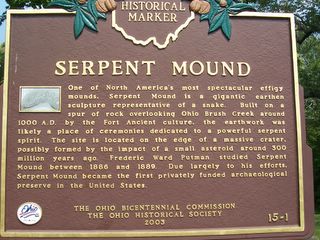 HISTORICAL
MARKER
SERPENT MOUND
One of North America's most spectacular effigy
mounds, Serpent Mound is a gigantic earthen
sculpture representative of a snake. Built on a
spur of rock overlooking Ohio Brush Creek around
1000 A.D. by the Fort Ancient culture, the earthwork was
likely a place of ceremonies dedicated to a powerful serpent
spirit. The site is located on the edge of a massive crater,
possibly formed by the impact of a small asteroid around 300
million years ago. Frederic Ward Putnam studied Serpent
Mound between 1886 and 1889. Due largely to his efforts,
Serpent Mound became the first privately funded archaeological
preserve in the United States.
THE OHIO BICENTENNIAL COMMISSION
THE OHIO HISTORICAL SOCIETY
2003
15-1
Ohio